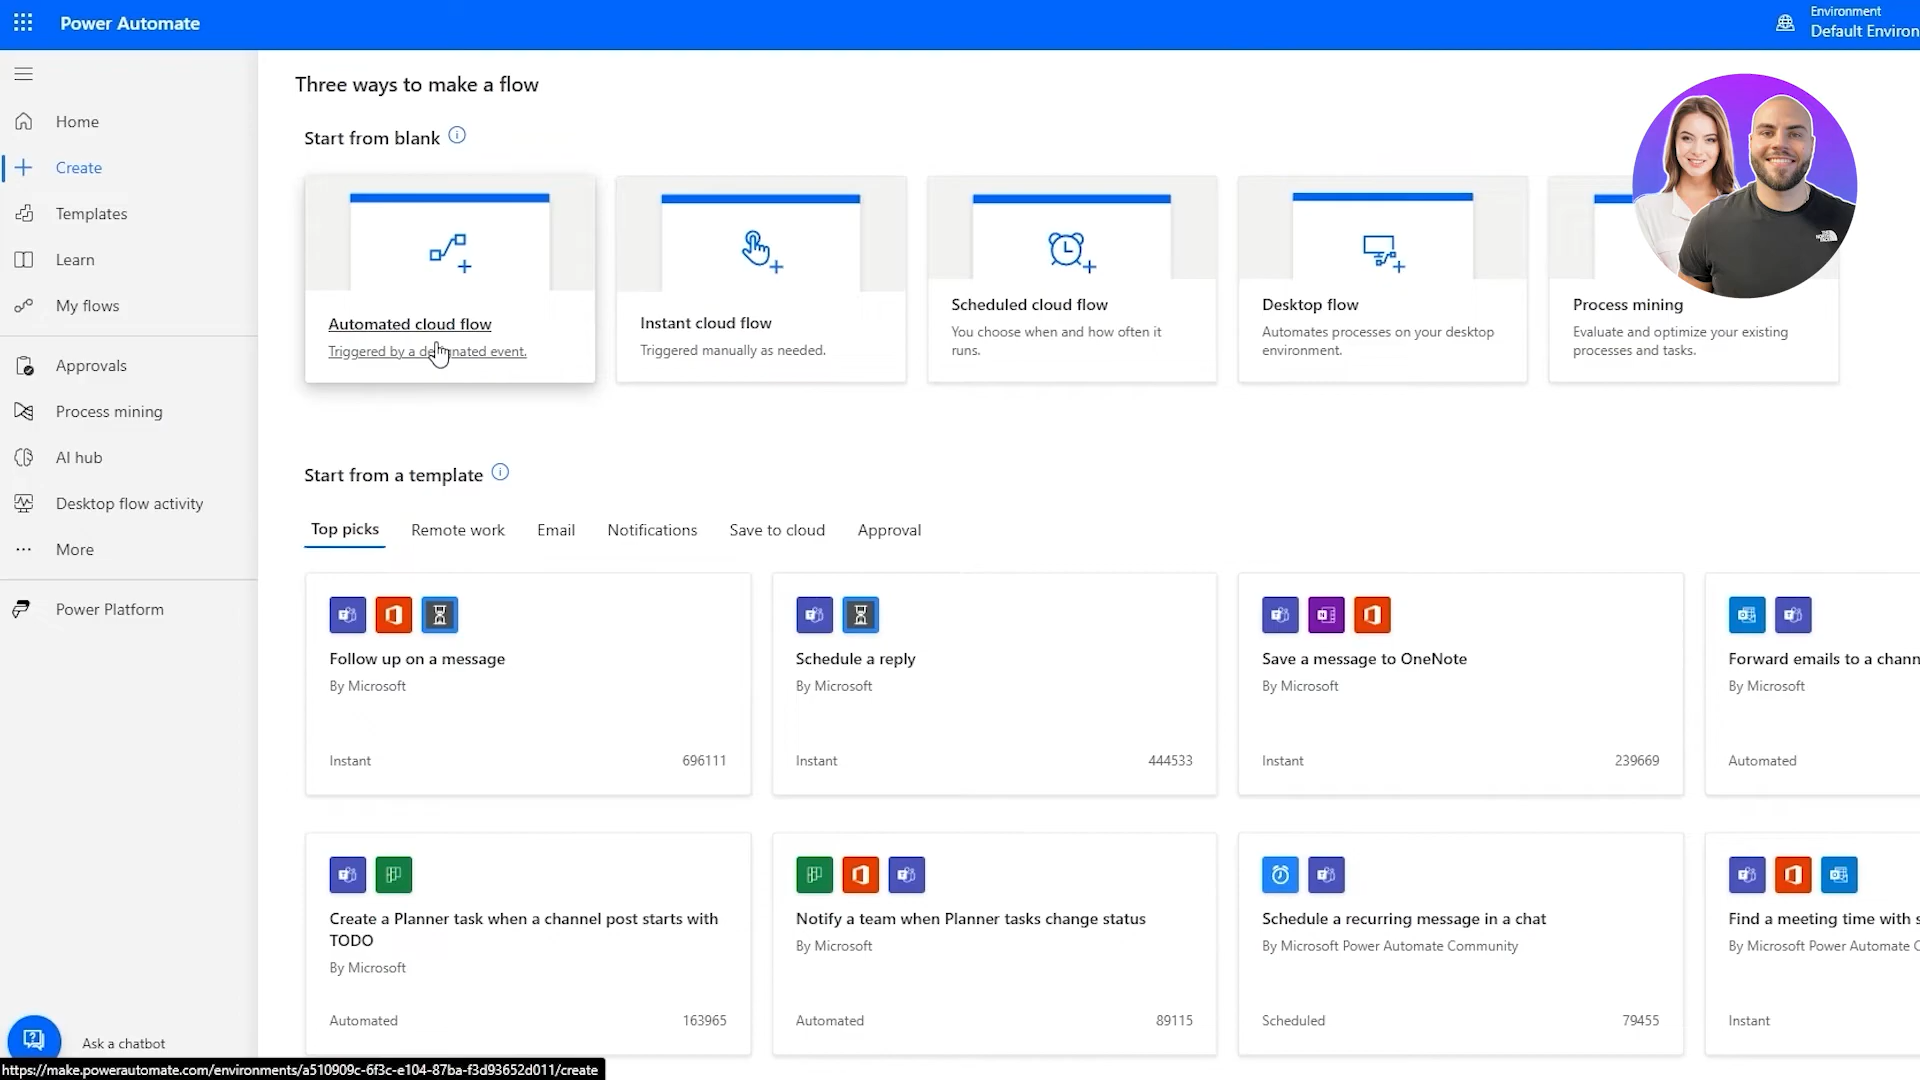 Power Automate
Environment
Default Environ
Home
Create
Templates
Learn
My flows
Approvals
Process mining
AI hub
Desktop flow activity
More
Power Platform
Ask a chatbot
Three ways to make a flow
Start from blank
Automated cloud flow
Triggered by a designated event.
Instant cloud flow
Triggered manually as needed.
Scheduled cloud flow
You choose when and how often it
runs.
Desktop flow
Automates processes on your desktop
environment.
Process mining
Evaluate and optimize your existing
processes and tasks.
THE NORTH FACE
Start from a template
Top picks
Remote work
Email
Notifications
Save to cloud
Approval
Follow up on a message
By Microsoft
Instant
696111
Schedule a reply
By Microsoft
Instant
444533
Save a message to OneNote
By Microsoft
Instant
239669
Forward emails to a chann
By Microsoft
Automated
Create a Planner task when a channel post starts with
TODO
By Microsoft
Automated
163965
Notify a team when Planner tasks change status
By Microsoft
Automated
89115
Schedule a recurring message in a chat
By Microsoft Power Automate Community
Scheduled
79455
Find a meeting time with s
By Microsoft Power Automate C
Instant
https://make.powerautomate.com/environments/a510909c-6f3c-e104-87ba-f3d93652d011/create